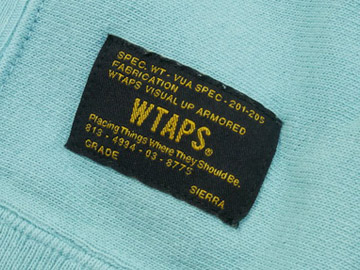 SPEC. WT.- VUA SPEC - 201-205
FABRICATION
WTAPS VISUAL UP ARMORED
WTAPS®
Placing Things Where They Should Be.
818 - 4994 - 03 - 8775
GRADE
SIERRA